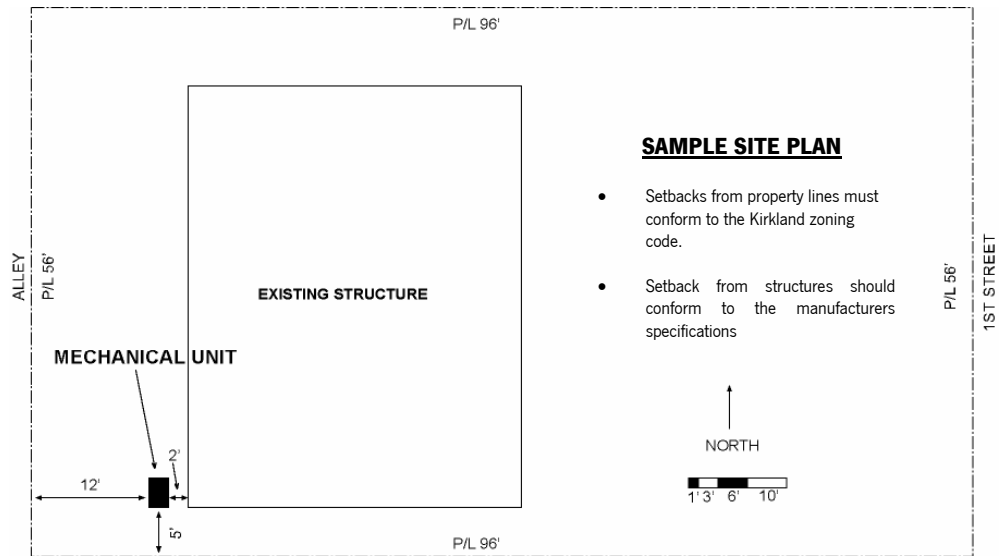 P/L 96'
SAMPLE SITE PLAN
• Setbacks from property lines must
conform to the Kirkland zoning
code.
• Setback from structures should
conform to the manufacturers
specifications
ALLEY
P/L 56'
EXISTING STRUCTURE
P/L 56'
1ST STREET
MECHANICAL UNIT
NORTH
2'
12'
1' 3' 6' 10'
5'
P/L 96'